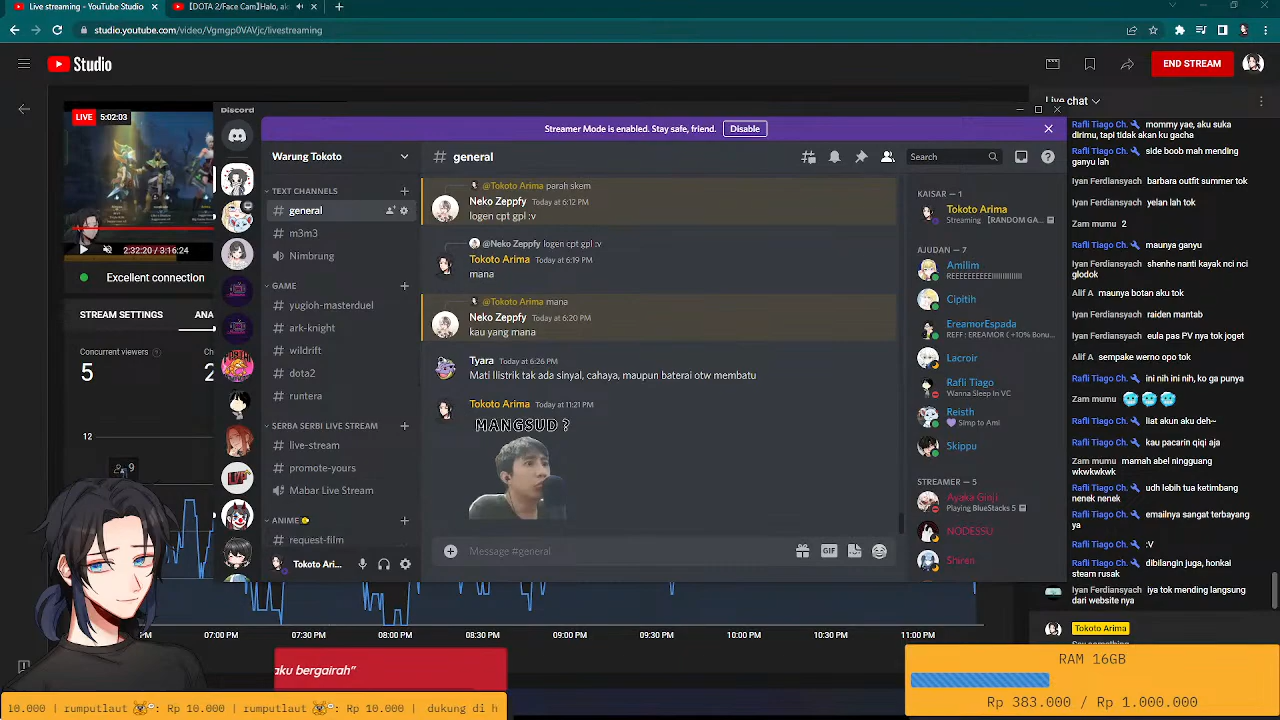 Live streaming - YouTube Studio
[DOTA 2/Face Cam]Halo, ak
studio.youtube.com/video/Vgmgp0VAVjc/livestreaming
Studio
END STREAM
LIVE 5:02:03
2:32:20 / 3:16:24
Excellent connection
STREAM SETTINGS
ANA
Concurrent viewers
5
2
12
9
Discord
Streamer Mode is enabled. Stay safe, friend.
Disable
Warung Tokoto
TEXT CHANNELS
general
m3m3
Nimbrung
GAME
yugioh-masterduel
ark-knight
wildrift
dota2
runtera
SERBA SERBI LIVE STREAM
live-stream
promote-yours
Mabar Live Stream
ANIME
request-film
Tokoto Ari...
# general
Search
@Tokoto Arima parah skem
Neko Zeppfy Today at 6:12 PM
logen cpt gpl :v
@Neko Zeppfy logen cpt gpl :v
Tokoto Arima Today at 6:19 PM
mana
@Tokoto Arima mana
Neko Zeppfy Today at 6:20 PM
kau yang mana
Tyara Today at 6:26 PM
Mati llistrik tak ada sinyal, cahaya, maupun baterai otw membatu
Tokoto Arima Today at 11:21 PM
MANGSUD ?
Message #general
GIF
KAISAR — 1
Tokoto Arima
Streaming 【RANDOM GA...
AJUDAN — 7
Amilim
Cipitih
EreamorEspada
REFF : EREAMOR ( +10% Bonu...
Lacroir
Rafli Tiago
Wanna Sleep In VC
Reisth
Simp to Ami
Skippu
STREAMER — 5
Ayaka Ginji
Playing BlueStacks 5
NODESSU
Shiren
Live chat
Rafli Tiago Ch. mommy yae, aku suka
dirimu, tapi tidak akan ku gacha
Rafli Tiago Ch. side boob mah mending
ganyu lah
Iyan Ferdiansyach barbara outfit summer tok
Iyan Ferdiansyach yelan lah tok
Zam mumu 2
Rafli Tiago Ch. mauna ganyu
Iyan Ferdiansyach ae shenhi kayak nci nci
glodok
Alif A maunya botan aku tok
Iyan Ferdiansyach raiden mantab
Iyan Ferdiansyach eula pas PV nya tok joget
Alif A sempake werno opo tok
Rafli Tiago Ch. ini nih ini nih, ko ga punya
Zam mumu
Rafli Tiago Ch. liat akun aku deh~
Rafli Tiago Ch. kau pacarin qiqi aja
Zam mumu mamah abel ningguang
wkwkwkwk
Rafli Tiago Ch. udh lebih tua ketimbang
nenek nenek
Rafli Tiago Ch. emailnya sangat terbayang
ya
Rafli Tiago Ch. :V
Rafli Tiago Ch. dibilangin juga, honkai
steam rusak
Iyan Ferdiansyach iya tok mending langsung
dari website nya
Tokoto Arima
07:00 PM
07:30 PM
08:00 PM
08:30 PM
09:00 PM
09:30 PM
10:00 PM
10:30 PM
11:00 PM
aku bergairah"
10.000 | rumputlaut : Rp 10.000 | rumputlaut : Rp 10.000 | dukung di h
RAM 16GB
Rp 383.000 / Rp 1.000.000